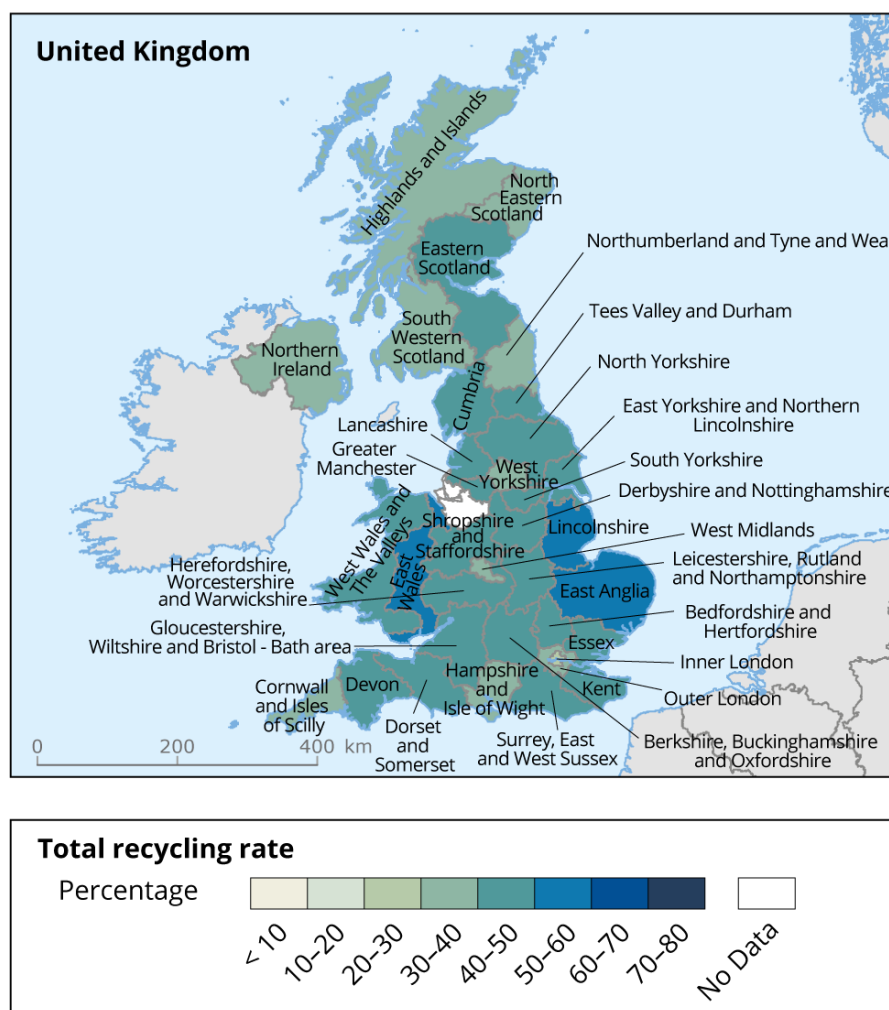 United Kingdom
Highlands and Islands
North
Eastern
Scotland
Eastern
Scotland
Northumberland and Tyne and Wea
South
Western
Scotland
Tees Valley and Durham
Northern
Ireland
North Yorkshire
Cumbria
East Yorkshire and Northern
Lincolnshire
Lancashire
Greater
Manchester
West
Yorkshire
South Yorkshire
Derbyshire and Nottinghamshire
West Wales and
The Valleys
Shropshire
and
Staffordshire
Lincolnshire
West Midlands
East
Wales
Herefordshire,
Worcestershire
and Warwickshire
Leicestershire, Rutland
and Northamptonshire
East Anglia
Gloucestershire,
Wiltshire and Bristol - Bath area
Bedfordshire and
Hertfordshire
Essex
Inner London
Outer London
Cornwall
and Isles
of Scilly
Devon
Hampshire
and
Isle of Wight
Kent
Dorset
and
Somerset
Surrey, East
and West Sussex
Berkshire, Buckinghamshire
and Oxfordshire
0 200 400 km
Total recycling rate
Percentage
< 10
10–20
20–30
30–40
40–50
50–60
60–70
70–80
No Data